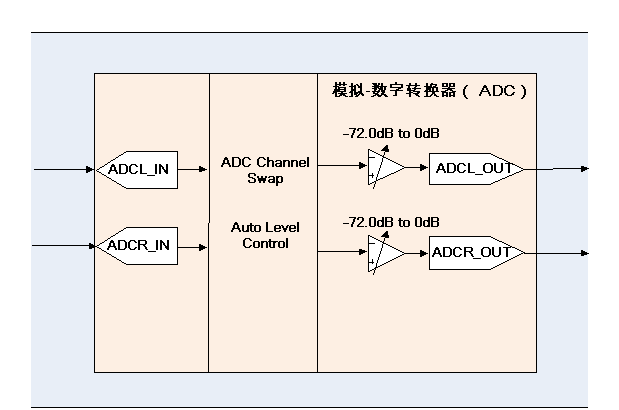 模拟-数字转换器（ ADC）
-72.0dB to 0dB
ADCL_IN
ADC Channel
Swap
ADCL_OUT
-72.0dB to 0dB
ADCR_IN
Auto Level
Control
ADCR_OUT